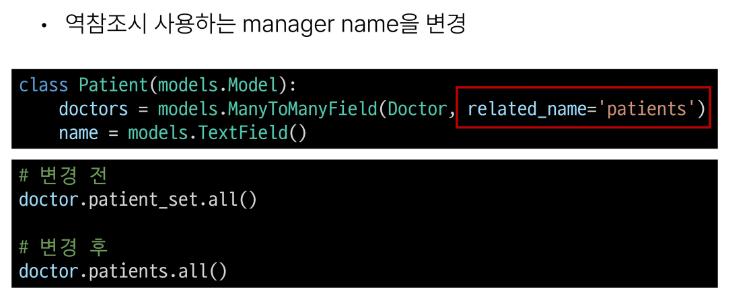 • 역참조시 사용하는 manager name을 변경
class Patient(models.Model):
    doctors = models.ManyToManyField(Doctor, related_name='patients')
    name = models.TextField()
# 변경 전
doctor.patient_set.all()
# 변경 후
doctor.patients.all()